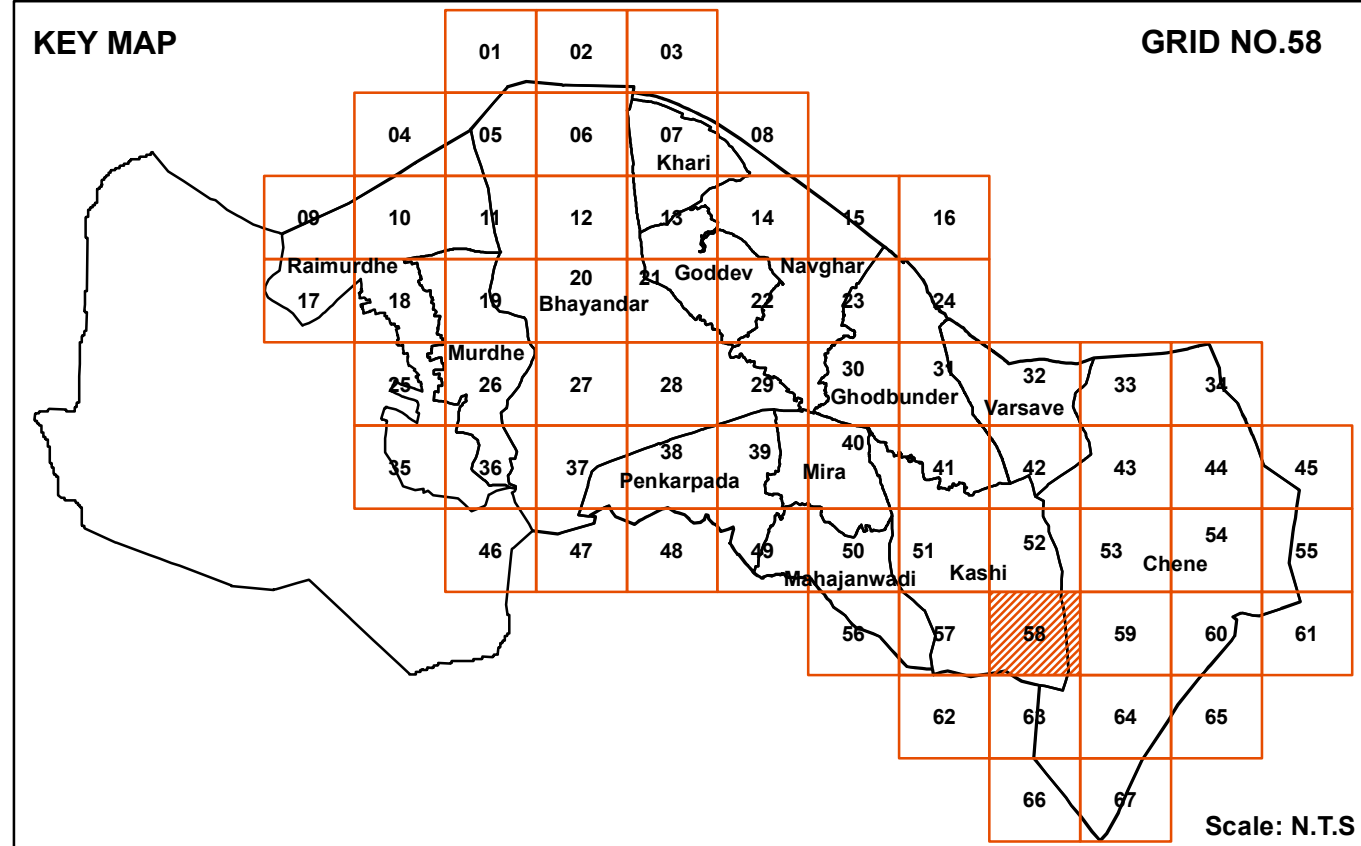 KEY MAP
GRID NO.58
01 02 03
04 05 06 07 08
Khari
09 10 11 12 13 14 15 16
Raimurdhe Goddev Navghar
17 18 19 20 21 22 23 24
Bhayandar
Murdhe
25 26 27 28 29 30 31 32 33 34
Ghodbunder Varsave
35 36 37 38 39 40 41 42 43 44 45
Penkarpada Mira
46 47 48 49 50 51 52 53 54 55
Mahajanwadi Kashi Chene
56 57 58 59 60 61
62 63 64 65
66 67
Scale: N.T.S